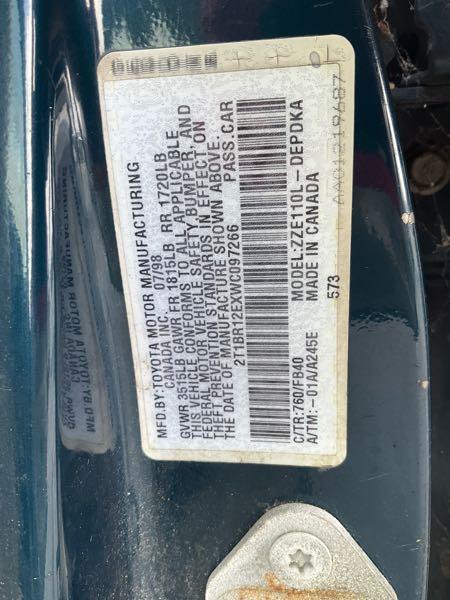 MFD.BY:TOYOTA MOTOR MANUFACTURING
CANADA INC. 07/98
GVWR 3515LB GAWR FR 1815LB RR 1720LB
THIS VEHICLE CONFORMS TO ALL APPLICABLE
FEDERAL MOTOR VEHICLE SAFETY, BUMPER, AND
THEFT PREVENTION STANDARDS IN EFFECT ON
THE DATE OF MANUFACTURE SHOWN ABOVE.
2T1BR12EXWC097266 PASS.CAR
C/TR:760/FB40 MODEL:ZZE110L-DEPDKA
A/TM:-01A/A245E MADE IN CANADA
573
AA01219687